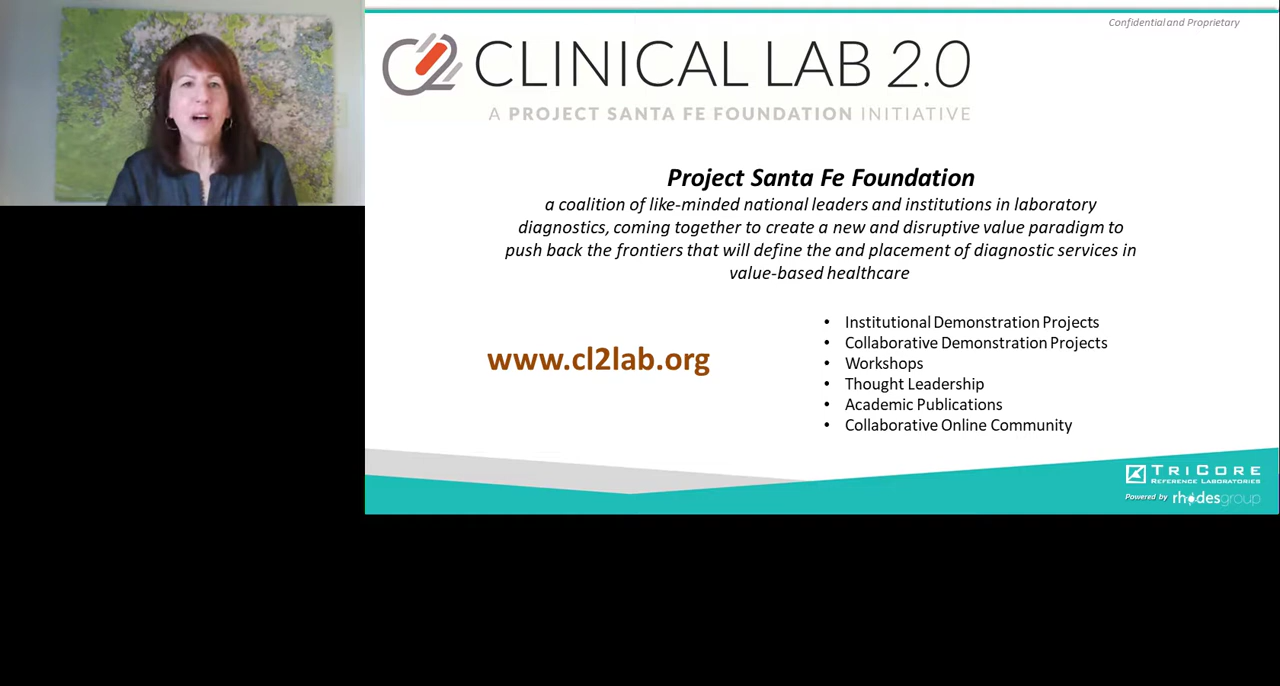 Confidential and Proprietary
CLINICAL LAB 2.0
A PROJECT SANTA FE FOUNDATION INITIATIVE
Project Santa Fe Foundation
a coalition of like-minded national leaders and institutions in laboratory
diagnostics, coming together to create a new and disruptive value paradigm to
push back the frontiers that will define the and placement of diagnostic services in
value-based healthcare
www.cl2lab.org
• Institutional Demonstration Projects
• Collaborative Demonstration Projects
• Workshops
• Thought Leadership
• Academic Publications
• Collaborative Online Community
TRICORE
REFERENCE LABORATORIES
Powered by rhodesgroup